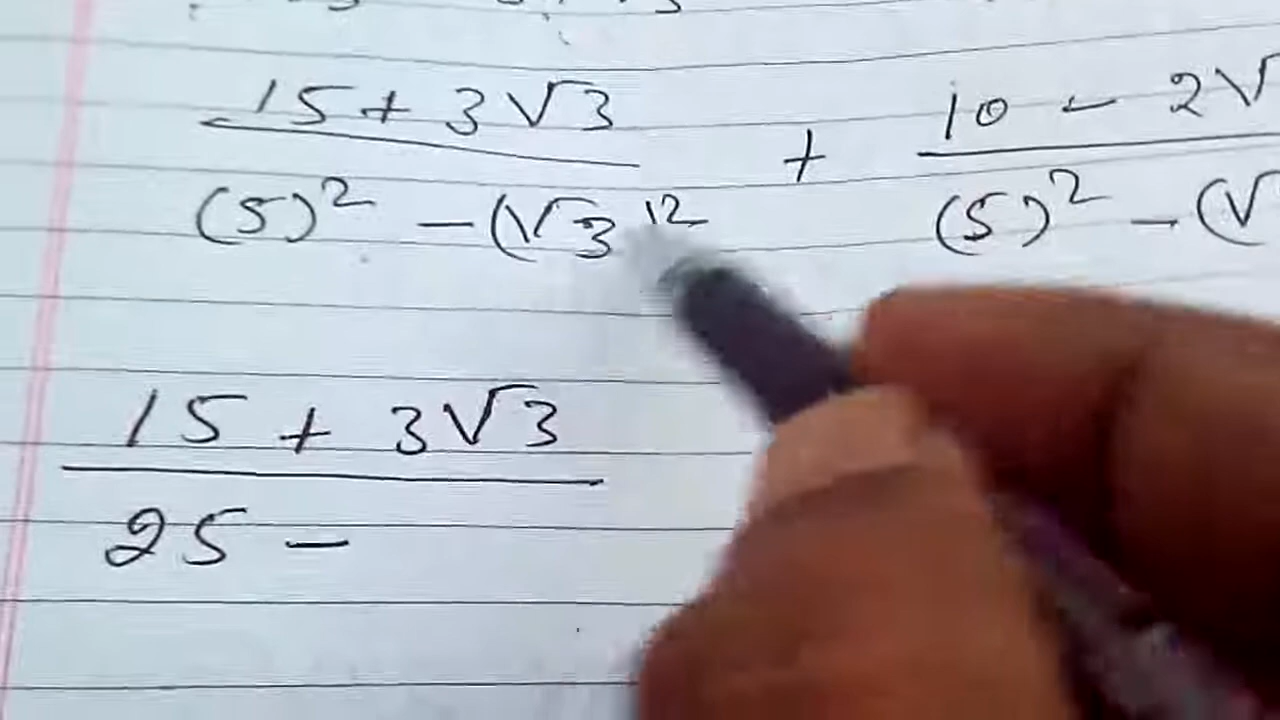 15 + 3√3 + 10 - 2√
(5)² - (√3)² (5)² - (√
15 + 3√3
25 -